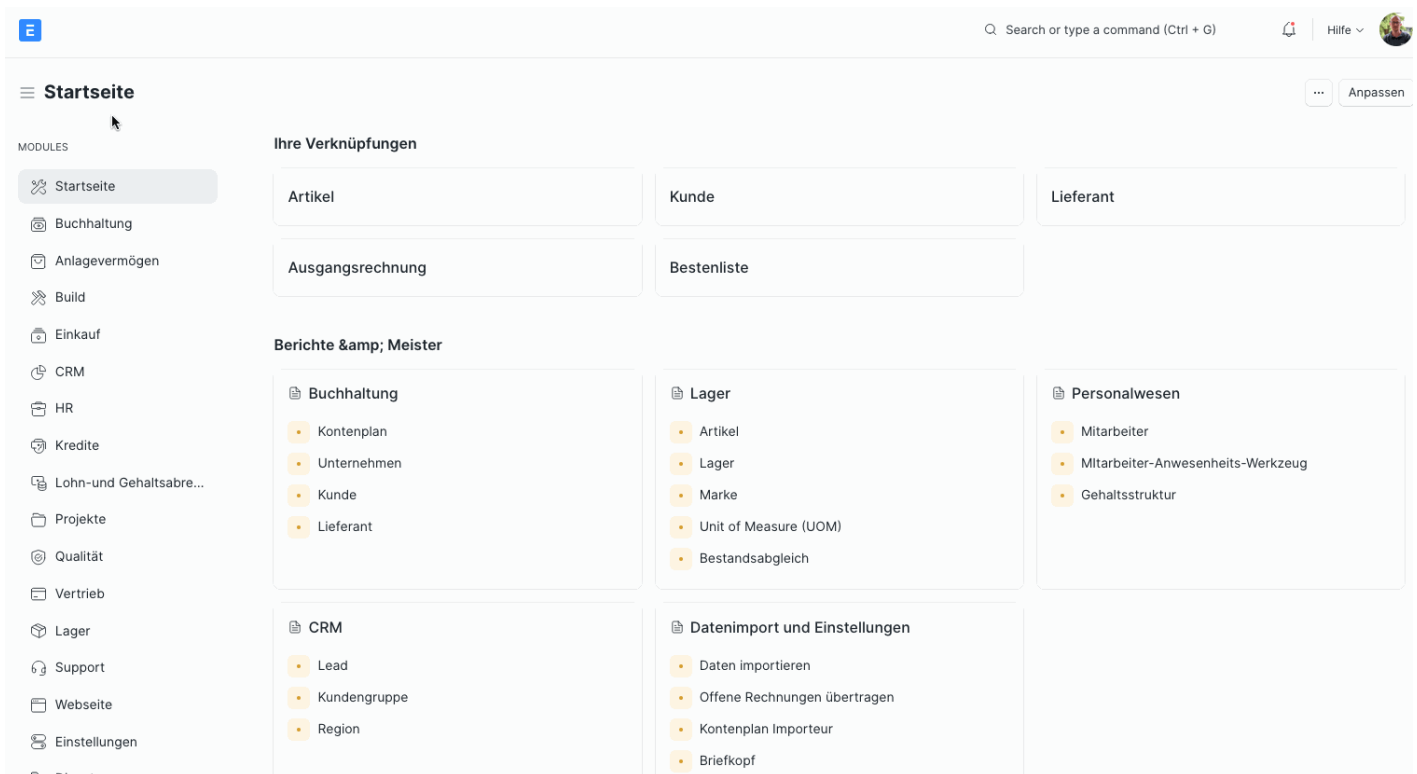 E
Search or type a command (Ctrl + G)
Hilfe
Startseite
···
Anpassen
MODULES
Startseite
Buchhaltung
Anlagevermögen
Build
Einkauf
CRM
HR
Kredite
Lohn-und Gehaltsabre...
Projekte
Qualität
Vertrieb
Lager
Support
Webseite
Einstellungen
Ihre Verknüpfungen
Artikel
Kunde
Lieferant
Ausgangsrechnung
Bestenliste
Berichte &amp; Meister
Buchhaltung
Kontenplan
Unternehmen
Kunde
Lieferant
Lager
Artikel
Lager
Marke
Unit of Measure (UOM)
Bestandsabgleich
Personalwesen
Mitarbeiter
MItarbeiter-Anwesenheits-Werkzeug
Gehaltsstruktur
CRM
Lead
Kundengruppe
Region
Datenimport und Einstellungen
Daten importieren
Offene Rechnungen übertragen
Kontenplan Importeur
Briefkopf